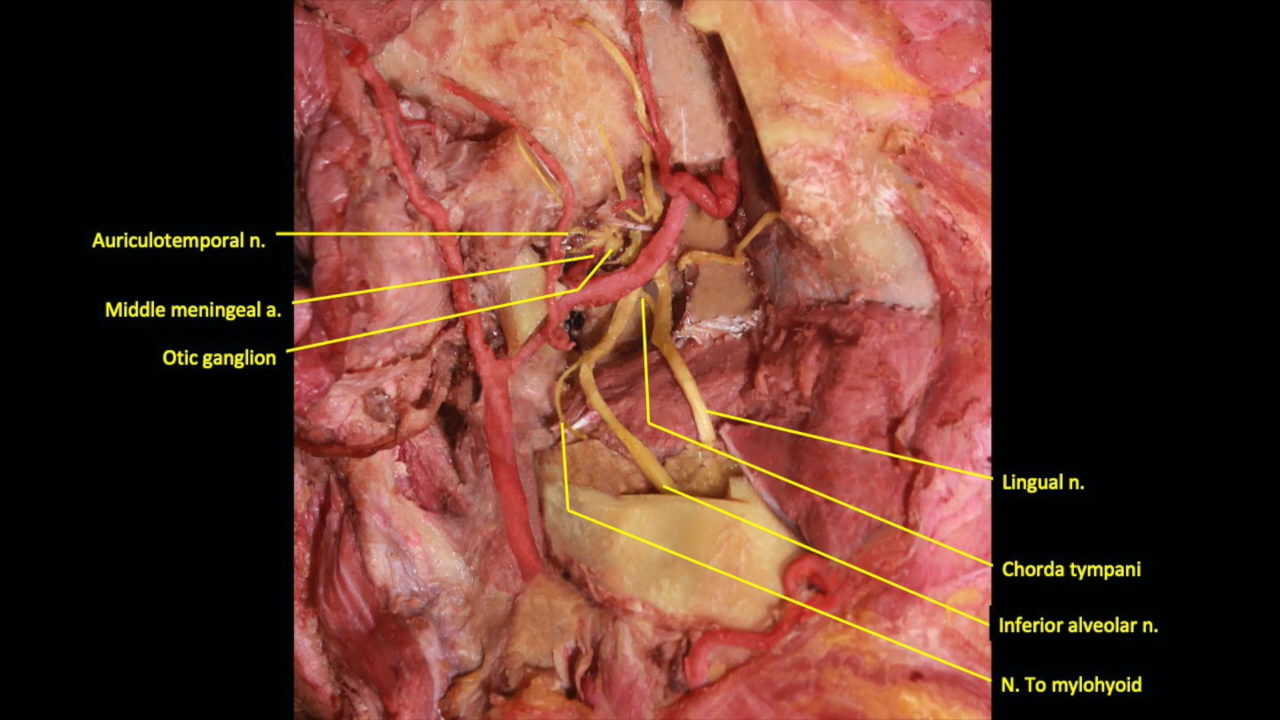 Auriculotemporal n.
Middle meningeal a.
Otic ganglion
Lingual n.
Chorda tympani
Inferior alveolar n.
N. To mylohyoid